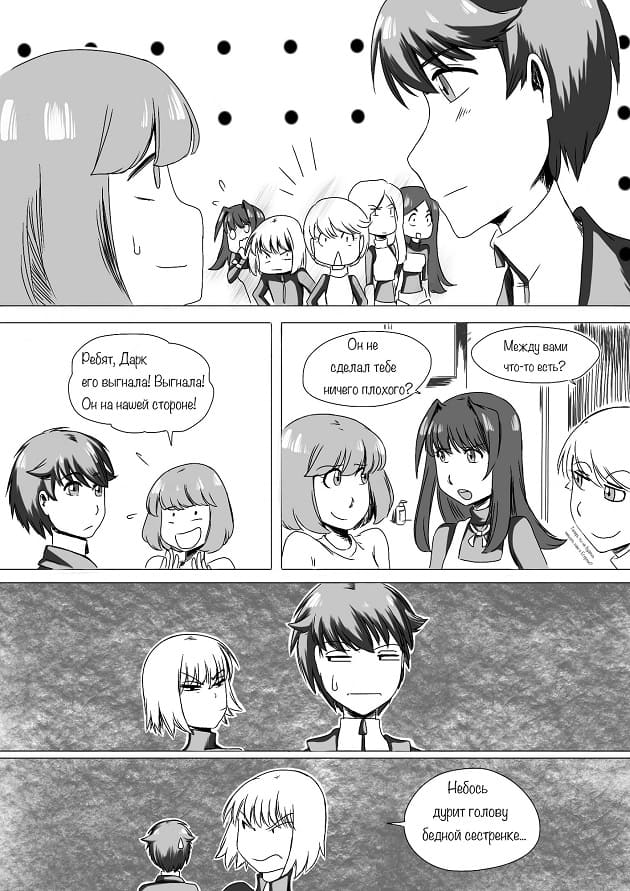 Ребят, Дарк
его выгнала! Выгнала!
Он на нашей стороне!
Он не
сделал тебе
ничего плохого?
Между вами
что-то есть?
Небось
дурит голову
бедной сестренке...